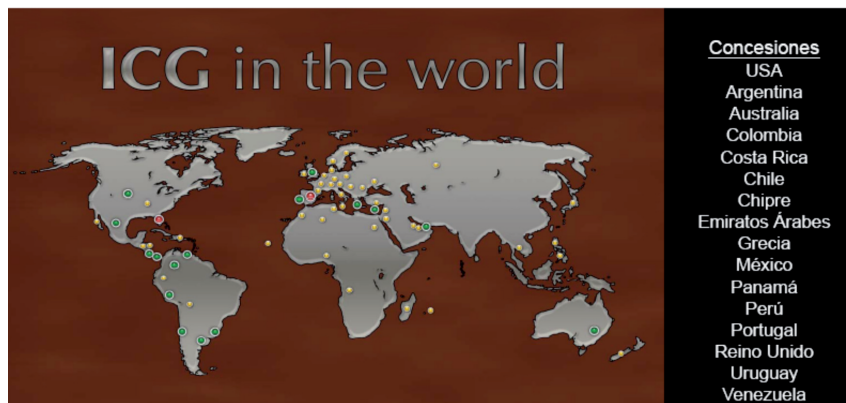 ICG in the world
Concesiones
USA
Argentina
Australia
Colombia
Costa Rica
Chile
Chipre
Emiratos Árabes
Grecia
México
Panamá
Perú
Portugal
Reino Unido
Uruguay
Venezuela